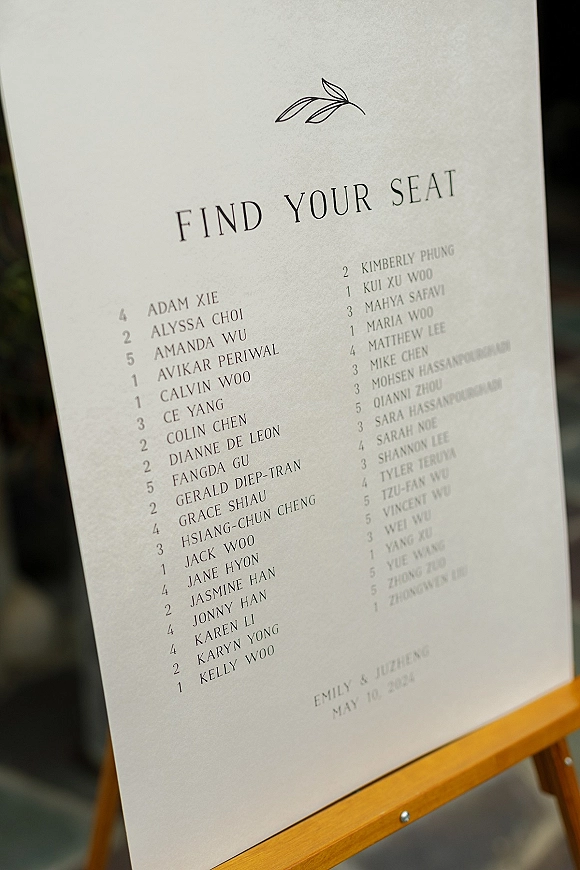 FIND YOUR SEAT
4 ADAM XIE
2 ALYSSA CHOI
5 AMANDA WU
1 AVIKAR PERIWAL
1 CALVIN WOO
3 CE YANG
2 COLIN CHEN
2 DIANNE DE LEON
5 FANGDA GU
2 GERALD DIEP-TRAN
4 GRACE SHIAU
3 HSIANG-CHUN CHENG
1 JACK WOO
4 JANE HYON
2 JASMINE HAN
4 JONNY HAN
4 KAREN LI
2 KARYN YONG
1 KELLY WOO
2 KIMBERLY PHUNG
1 KUI XU WOO
3 MAHYA SAFAVI
1 MARIA WOO
4 MATTHEW LEE
3 MIKE CHEN
3 MOHSEN HASSANPOURGHADI
5 QIANNI ZHOU
3 SARA HASSANPOURGHADI
4 SARAH NOE
3 SHANNON LEE
4 TYLER TERUYA
5 TZU-FAN WU
5 VINCENT WU
3 WEI WU
1 YANG XU
5 YUE WANG
5 ZHONG ZUO
1 ZHONGWEN LIU
EMILY & JUZHENG
MAY 10, 2024